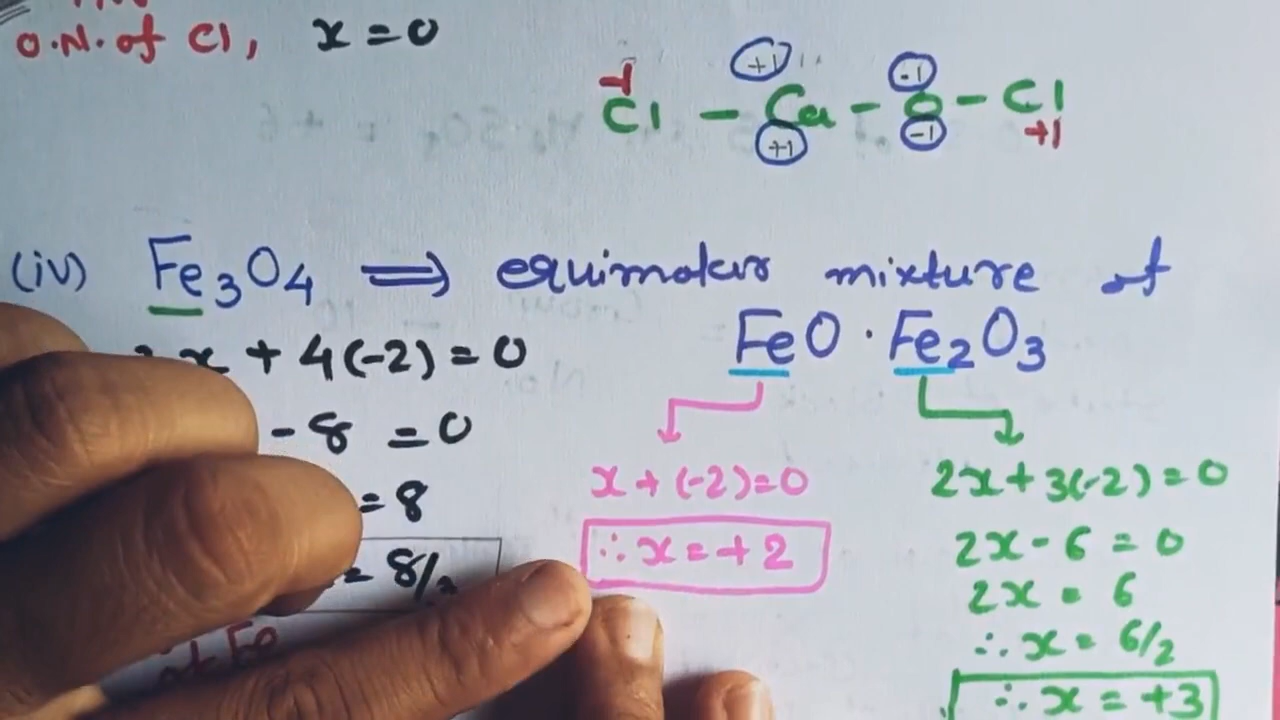 O.N. of Cl, x = 0
-1 +1 -1
Cl - Ca - O - Cl
+1 -1 +1
(iv) Fe3O4 ⟹ equimolar mixture of
FeO · Fe2O3
x + 4(-2) = 0
- 8 = 0
= 8
= 8/
of Fe
x + (-2) = 0
∴ x = +2
2x + 3(-2) = 0
2x - 6 = 0
2x = 6
∴ x = 6/2
∴ x = +3